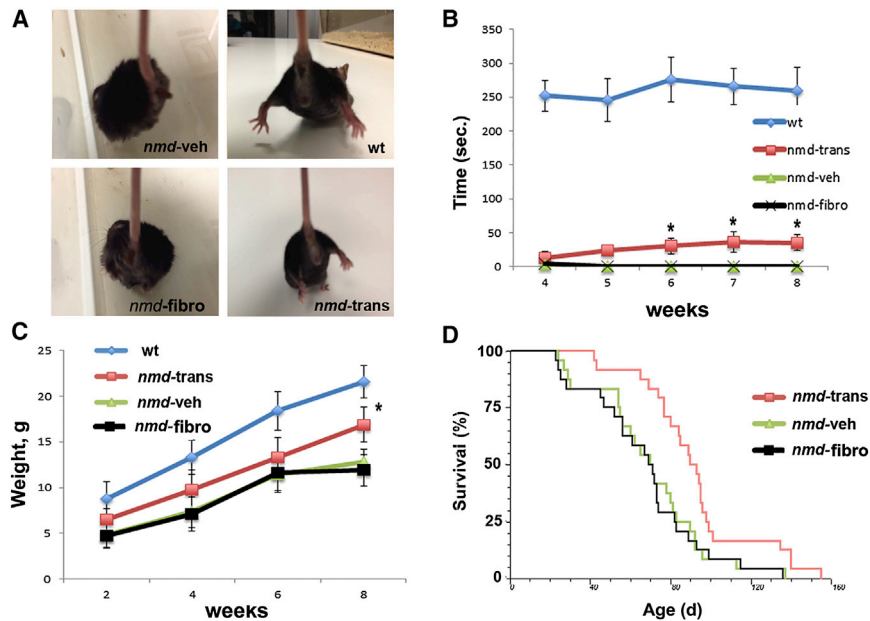 A
nmd-veh
wt
nmd-fibro
nmd-trans
B
Time (sec.)
350
300
250
200
150
100
50
0
wt
nmd-trans
nmd-veh
nmd-fibro
*
*
*
4
5
6
7
8
weeks
C
Weight, g
25
20
15
10
5
0
wt
nmd-trans
nmd-veh
nmd-fibro
*
2
4
6
8
weeks
D
Survival (%)
100
75
50
25
0
nmd-trans
nmd-veh
nmd-fibro
0
40
80
120
160
Age (d)